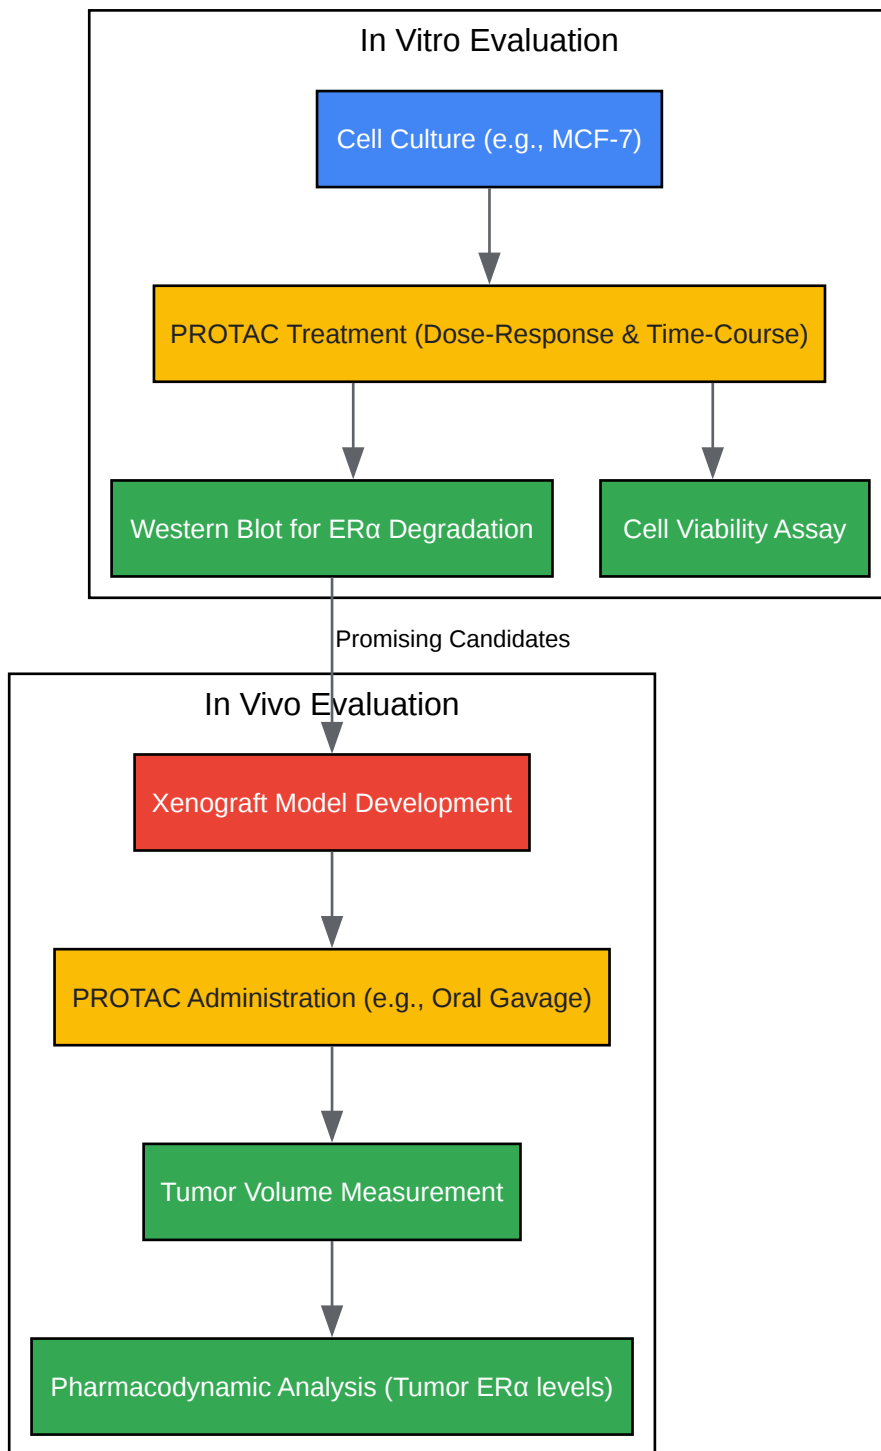 In Vitro Evaluation
Cell Culture (e.g., MCF-7)
PROTAC Treatment (Dose-Response & Time-Course)
Western Blot for ERα Degradation
Cell Viability Assay
Promising Candidates
In Vivo Evaluation
Xenograft Model Development
PROTAC Administration (e.g., Oral Gavage)
Tumor Volume Measurement
Pharmacodynamic Analysis (Tumor ERα levels)